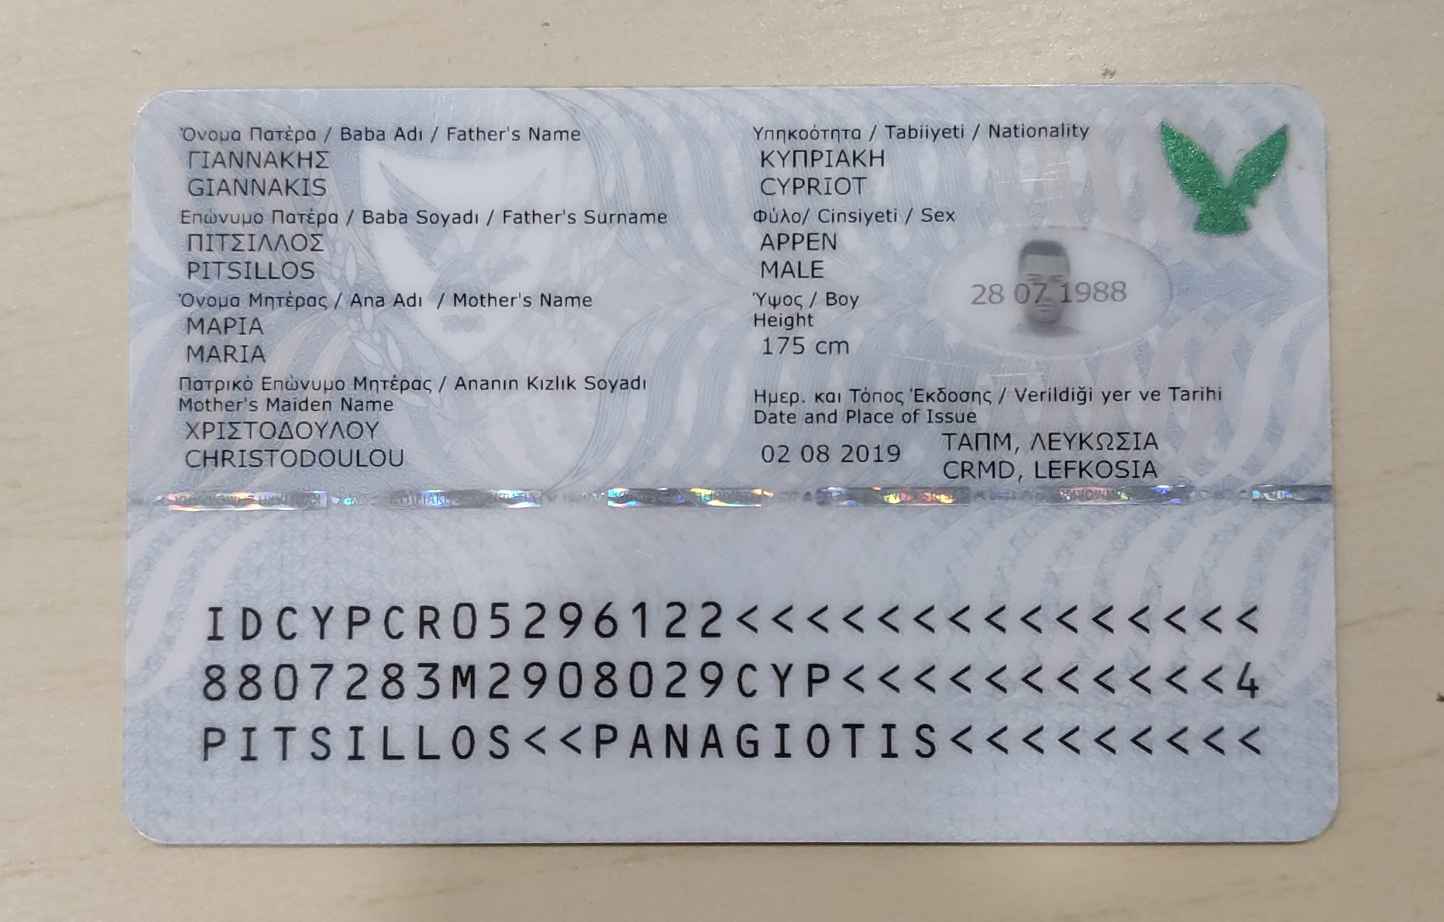 Όνομα Πατέρα / Baba Adı / Father's Name
ΓΙΑΝΝΑΚΗΣ
GIANNAKIS
Επώνυμο Πατέρα / Baba Soyadı / Father's Surname
ΠΙΤΣΙΛΛΟΣ
PITSILLOS
Όνομα Μητέρας / Ana Adı / Mother's Name
ΜΑΡΙΑ
MARIA
Πατρικό Επώνυμο Μητέρας / Ananın Kızlık Soyadı
Mother's Maiden Name
ΧΡΙΣΤΟΔΟΥΛΟΥ
CHRISTODOULOU
Υπηκοότητα / Tabiiyeti / Nationality
ΚΥΠΡΙΑΚΗ
CYPRIOT
Φύλο/ Cinsiyeti / Sex
ΑΡΡΕΝ
MALE
Ύψος / Boy
Height
175 cm
28 07 1988
Ημερ. και Τόπος Έκδοσης / Verildiği yer ve Tarihi
Date and Place of Issue
02 08 2019
ΤΑΠΜ, ΛΕΥΚΩΣΙΑ
CRMD, LEFKOSIA
IDCYPCR05296122<<<<<<<<<<<<<<<
8807283M2908029CYP<<<<<<<<<<<4
PITSILLOS<<PANAGIOTIS<<<<<<<<<